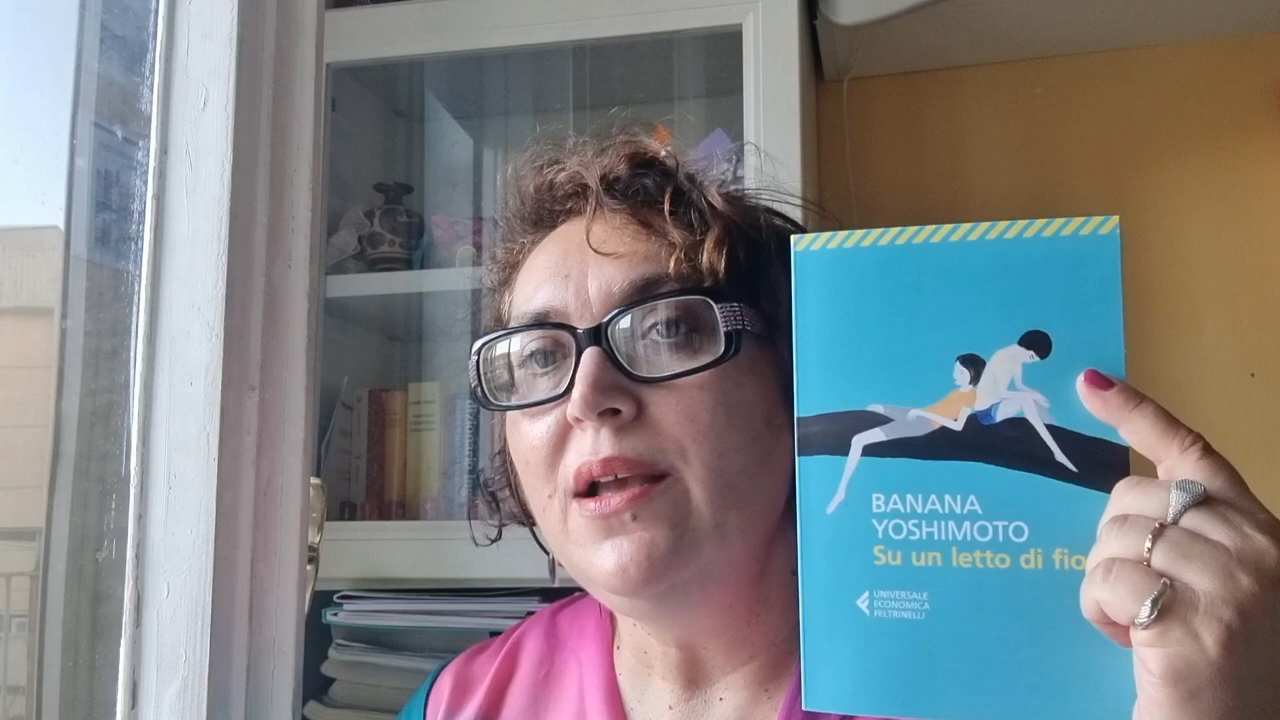 BANANA
YOSHIMOTO
Su un letto di fio
UNIVERSALE
ECONOMICA
FELTRINELLI